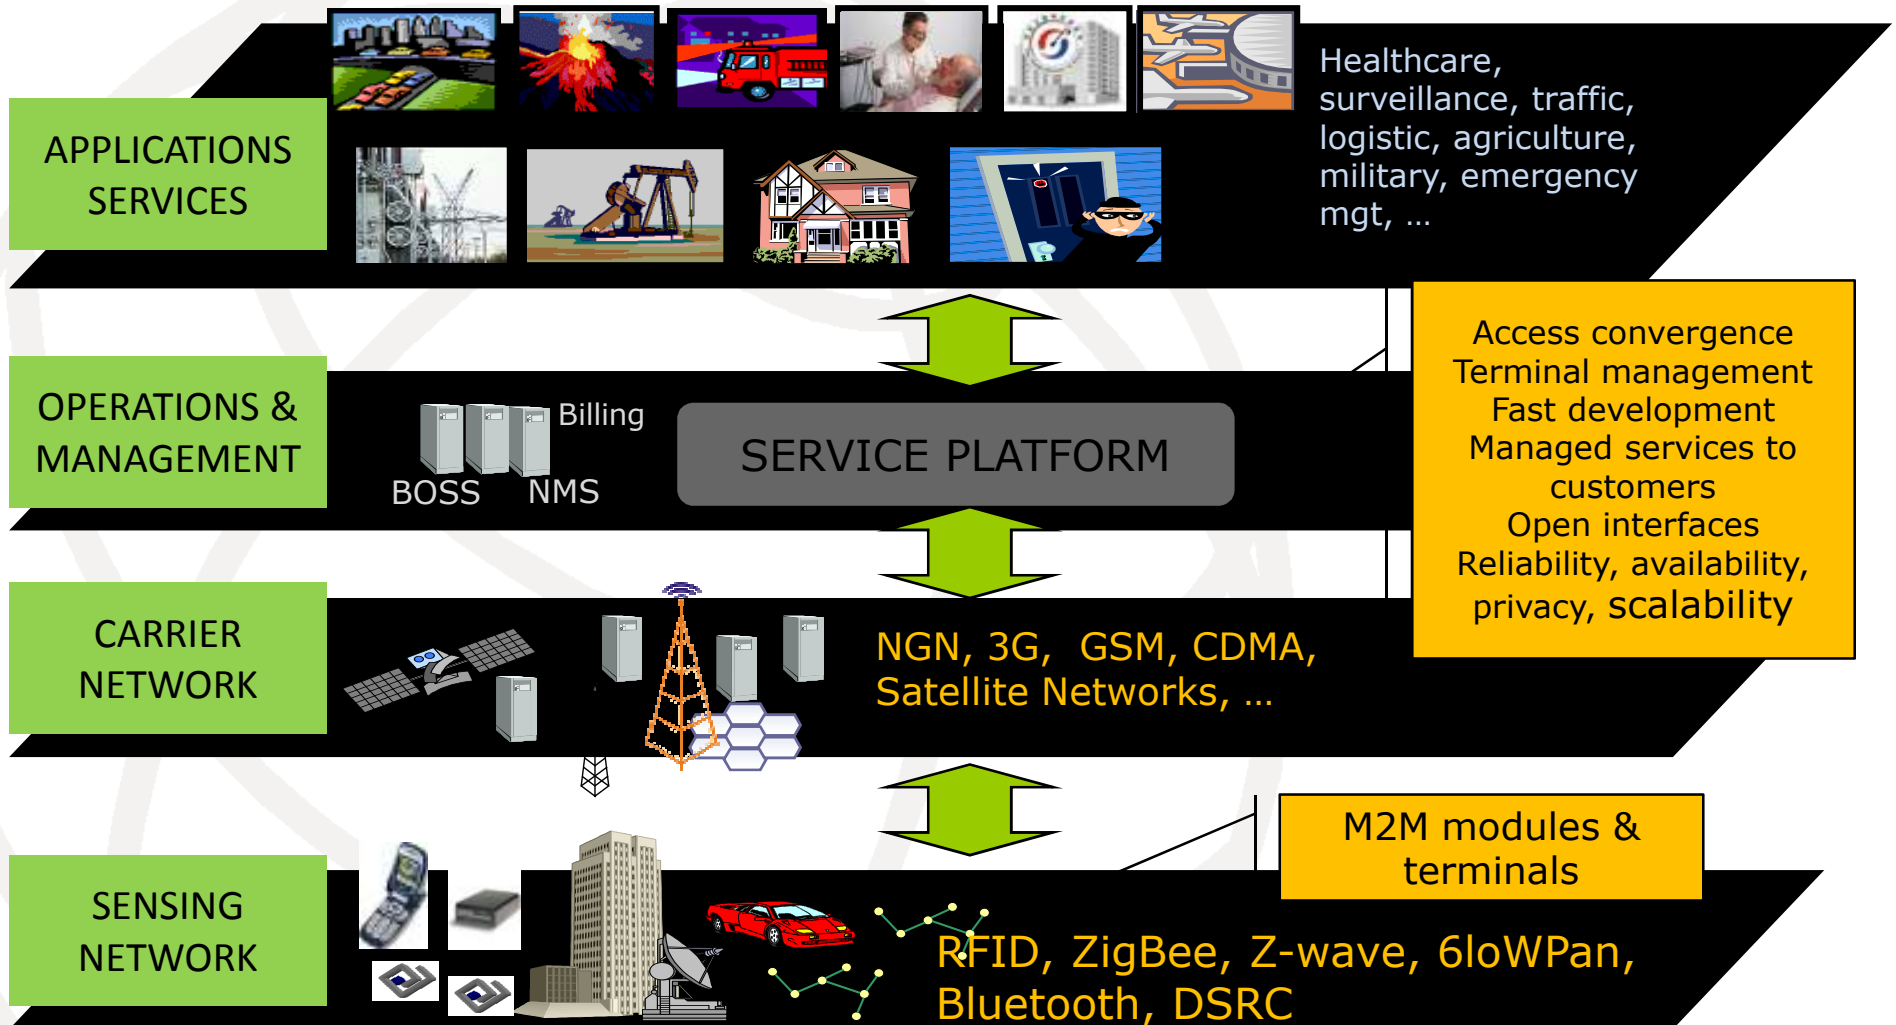 APPLICATIONS
SERVICES
Healthcare,
surveillance, traffic,
logistic, agriculture,
military, emergency
mgt, ...
OPERATIONS &
MANAGEMENT
Billing
BOSS
NMS
SERVICE PLATFORM
Access convergence
Terminal management
Fast development
Managed services to
customers
Open interfaces
Reliability, availability,
privacy, scalability
CARRIER
NETWORK
NGN, 3G, GSM, CDMA,
Satellite Networks, ...
M2M modules &
terminals
SENSING
NETWORK
RFID, ZigBee, Z-wave, 6loWPan,
Bluetooth, DSRC